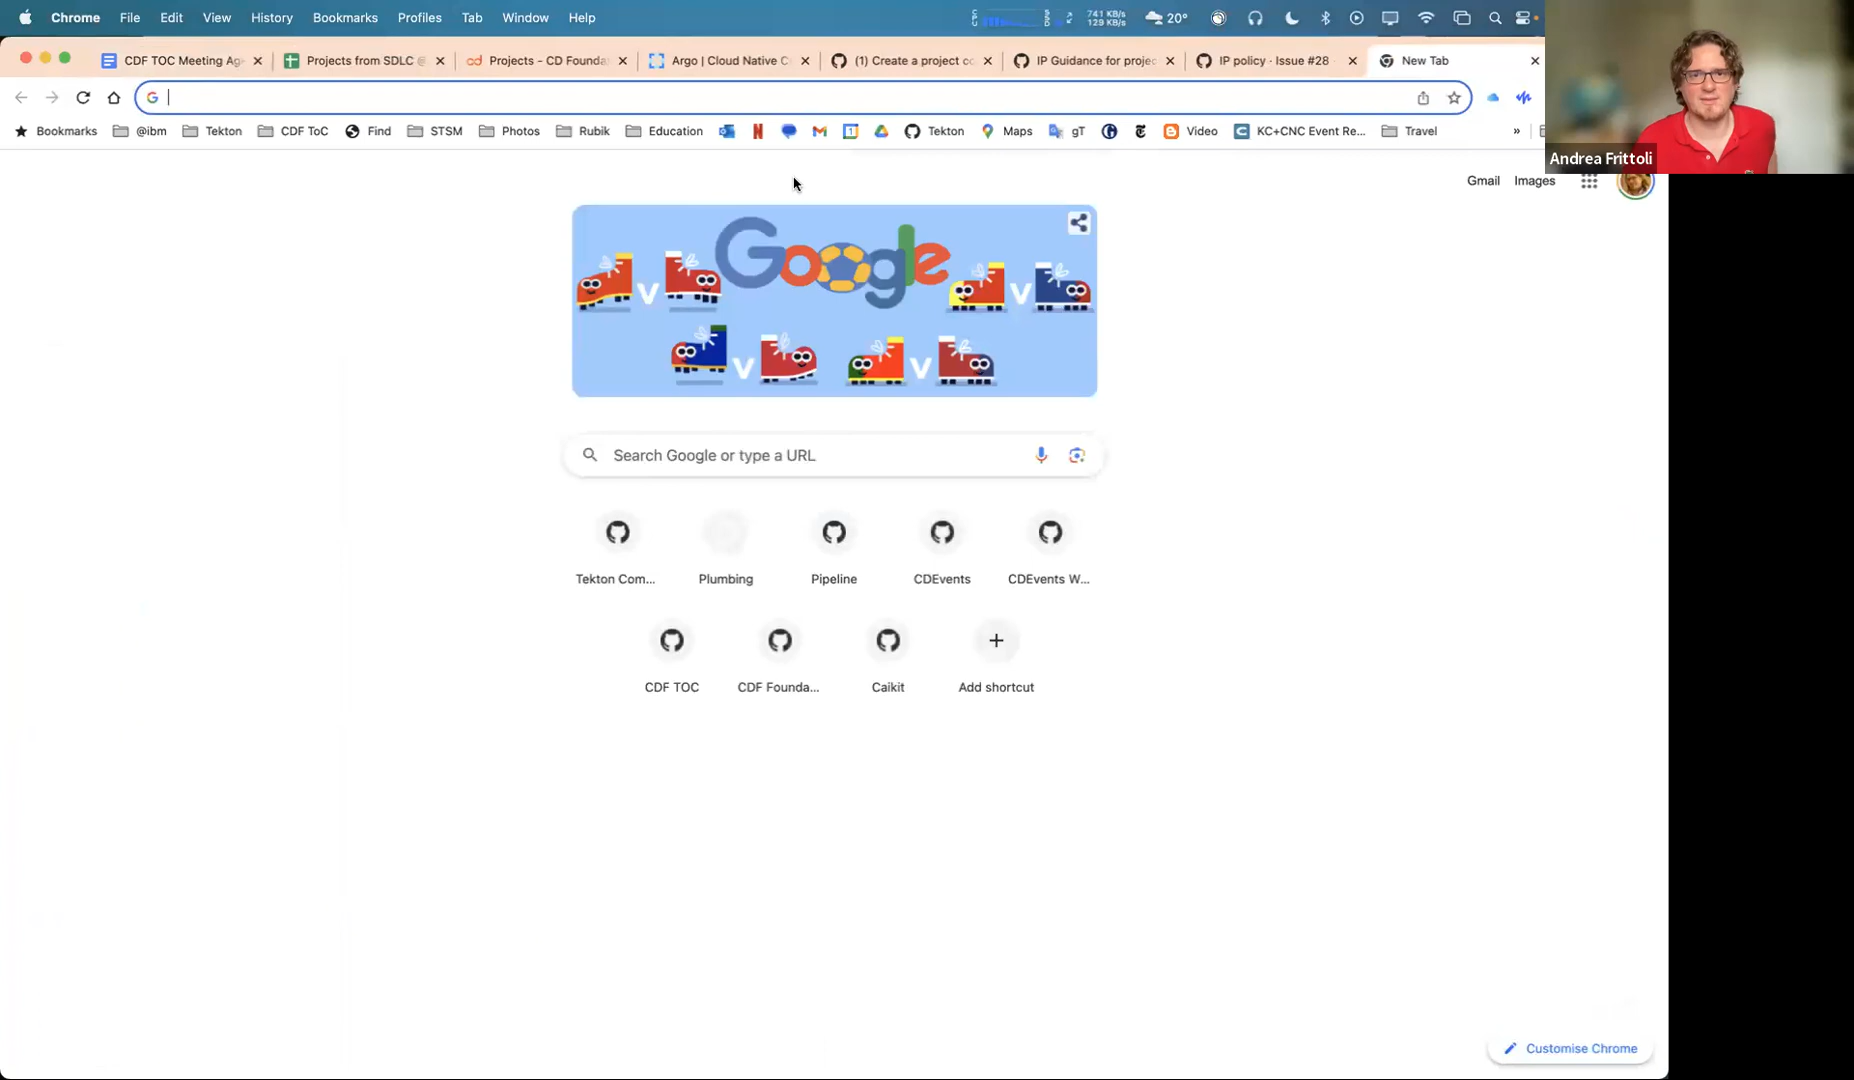 Chrome File Edit View History Bookmarks Profiles Tab Window Help 741 KB/s 129 KB/s 20°
CDF TOC Meeting Ag Projects from SDLC @ Projects - CD Founda Argo | Cloud Native C (1) Create a project co IP Guidance for projec IP policy · Issue #28 New Tab
Bookmarks @ibm Tekton CDF ToC Find STSM Photos Rubik Education Tekton Maps gT Video KC+CNC Event Re... Travel »
Andrea Frittoli
Gmail Images
Google
V V
V V
Search Google or type a URL
Tekton Com... Plumbing Pipeline CDEvents CDEvents W...
CDF TOC CDF Founda... Caikit Add shortcut
Customise Chrome